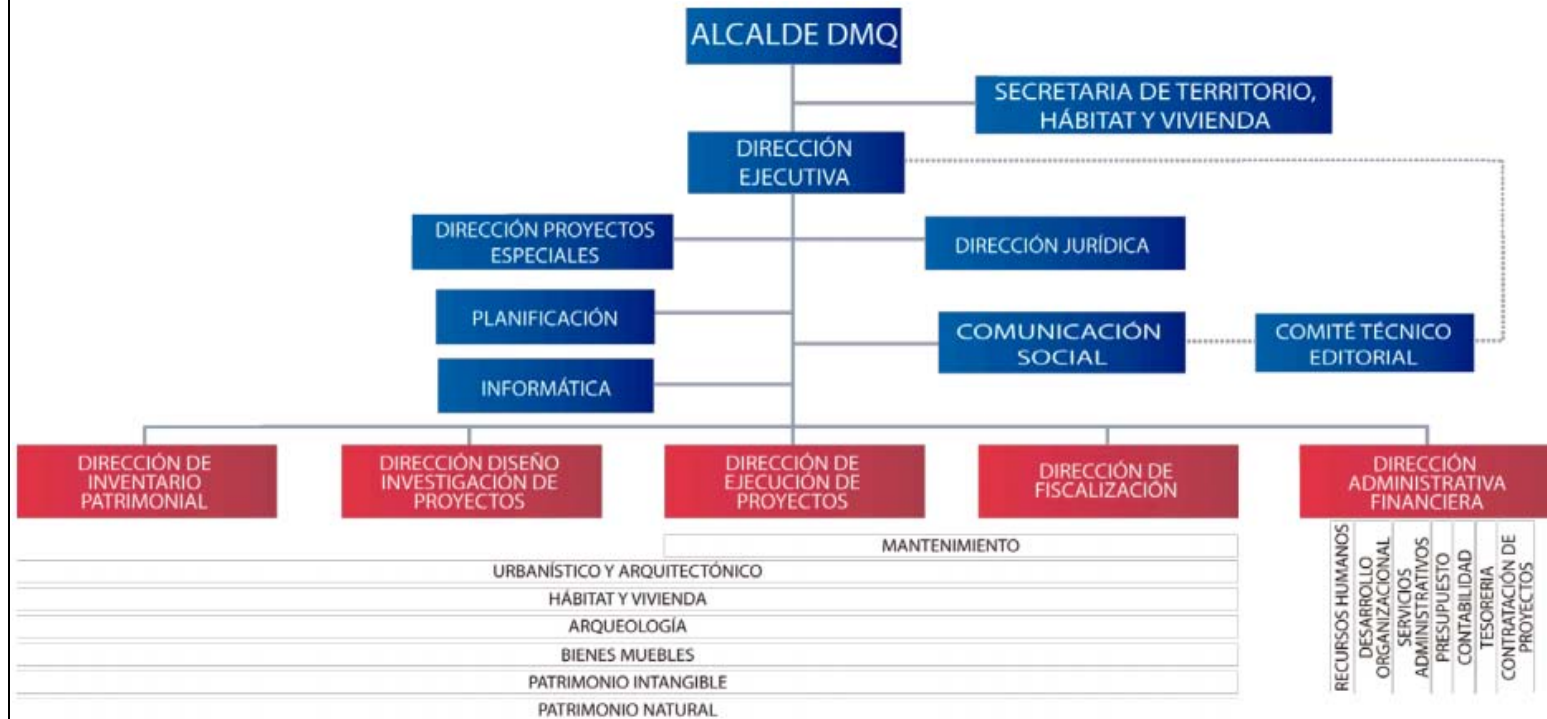 ALCALDE DMQ
SECRETARIA DE TERRITORIO,
HÁBITAT Y VIVIENDA
DIRECCIÓN
EJECUTIVA
DIRECCIÓN PROYECTOS
ESPECIALES
DIRECCIÓN JURÍDICA
PLANIFICACIÓN
COMUNICACIÓN
SOCIAL
COMITÉ TÉCNICO
EDITORIAL
INFORMÁTICA
DIRECCIÓN DE
INVENTARIO
PATRIMONIAL
DIRECCIÓN DISEÑO
INVESTIGACIÓN DE
PROYECTOS
DIRECCIÓN DE
EJECUCIÓN DE
PROYECTOS
DIRECCIÓN DE
FISCALIZACIÓN
DIRECCIÓN
ADMINISTRATIVA
FINANCIERA
MANTENIMIENTO
URBANÍSTICO Y ARQUITECTÓNICO
HÁBITAT Y VIVIENDA
ARQUEOLOGÍA
BIENES MUEBLES
PATRIMONIO INTANGIBLE
PATRIMONIO NATURAL
RECURSOS HUMANOS
DESARROLLO
ORGANIZACIONAL
SERVICIOS
ADMINISTRATIVOS
PRESUPUESTO
CONTABILIDAD
TESORERIA
CONTRATACIÓN DE
PROYECTOS